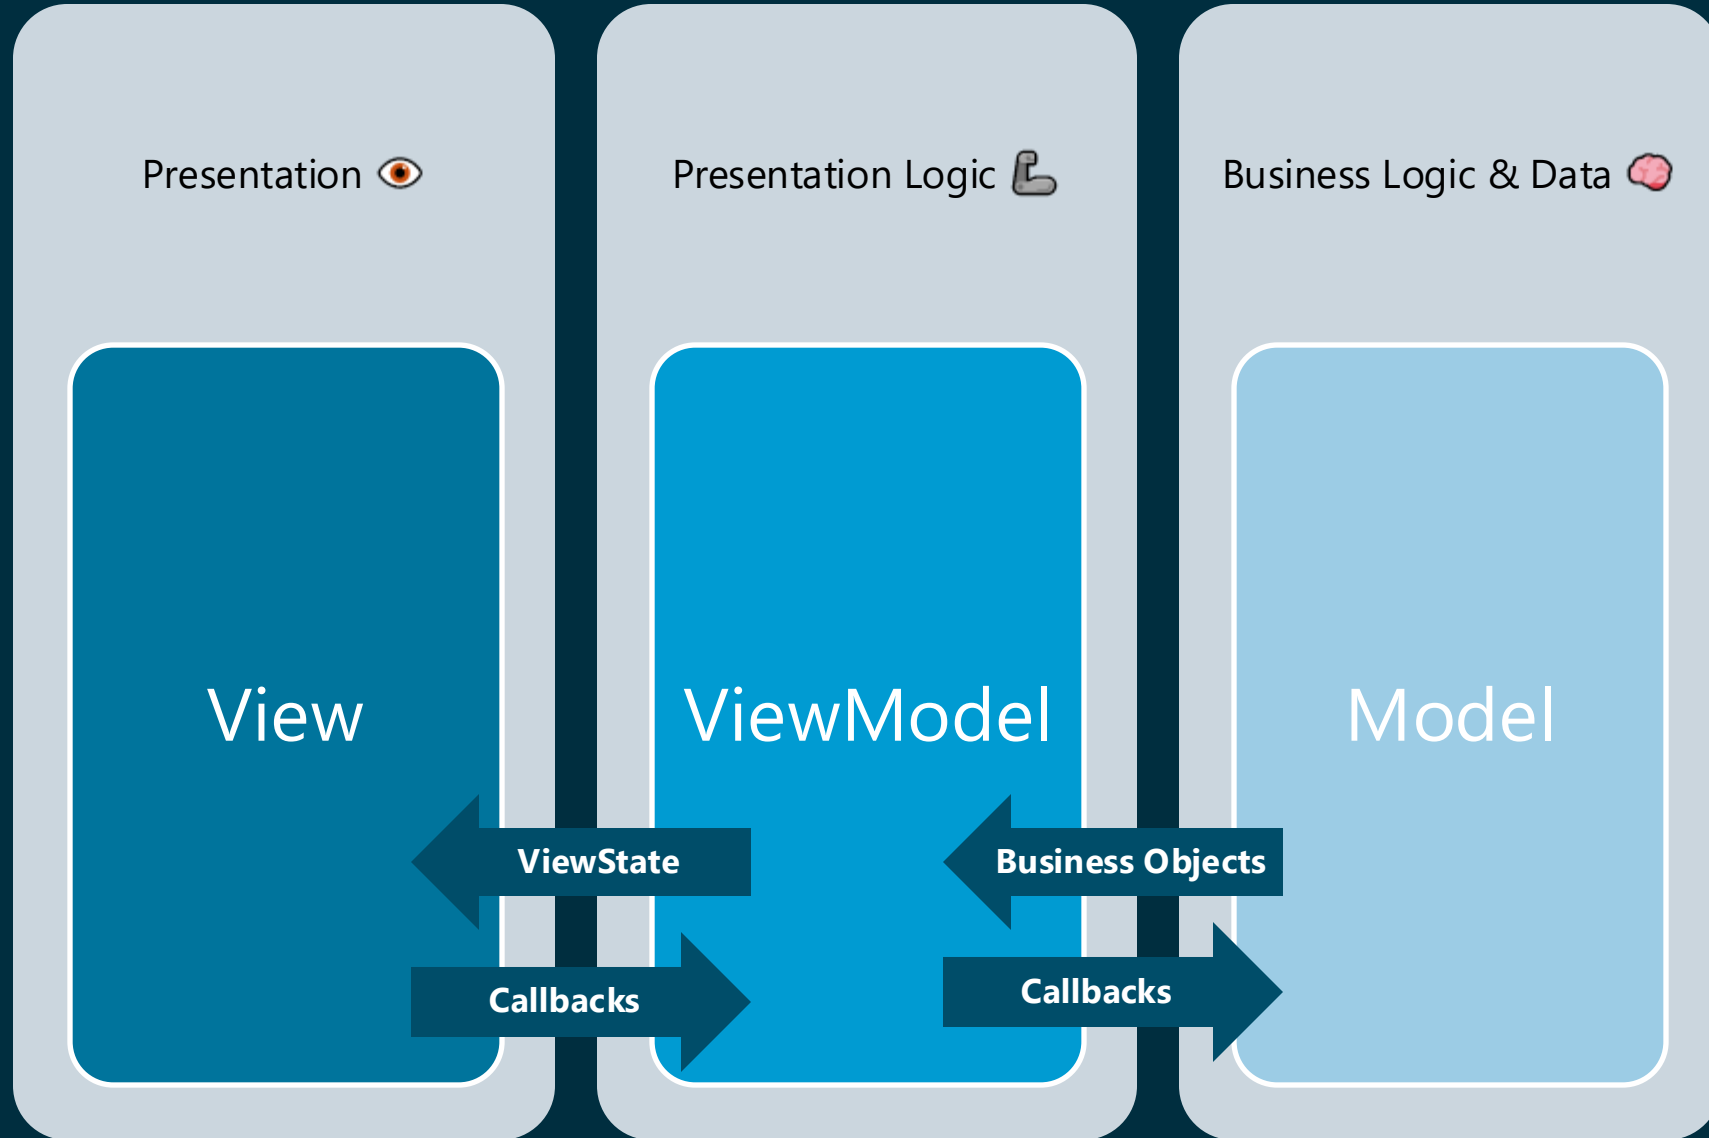 Presentation 👁
Presentation Logic 🦾
Business Logic & Data 🧠
View
ViewModel
Model
ViewState
Business Objects
Callbacks
Callbacks